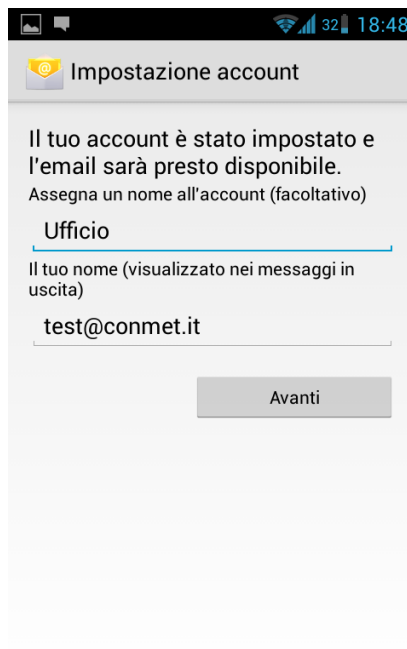 32 18:48
Impostazione account
Il tuo account è stato impostato e
l'email sarà presto disponibile.
Assegna un nome all'account (facoltativo)
Ufficio
Il tuo nome (visualizzato nei messaggi in
uscita)
test@conmet.it
Avanti